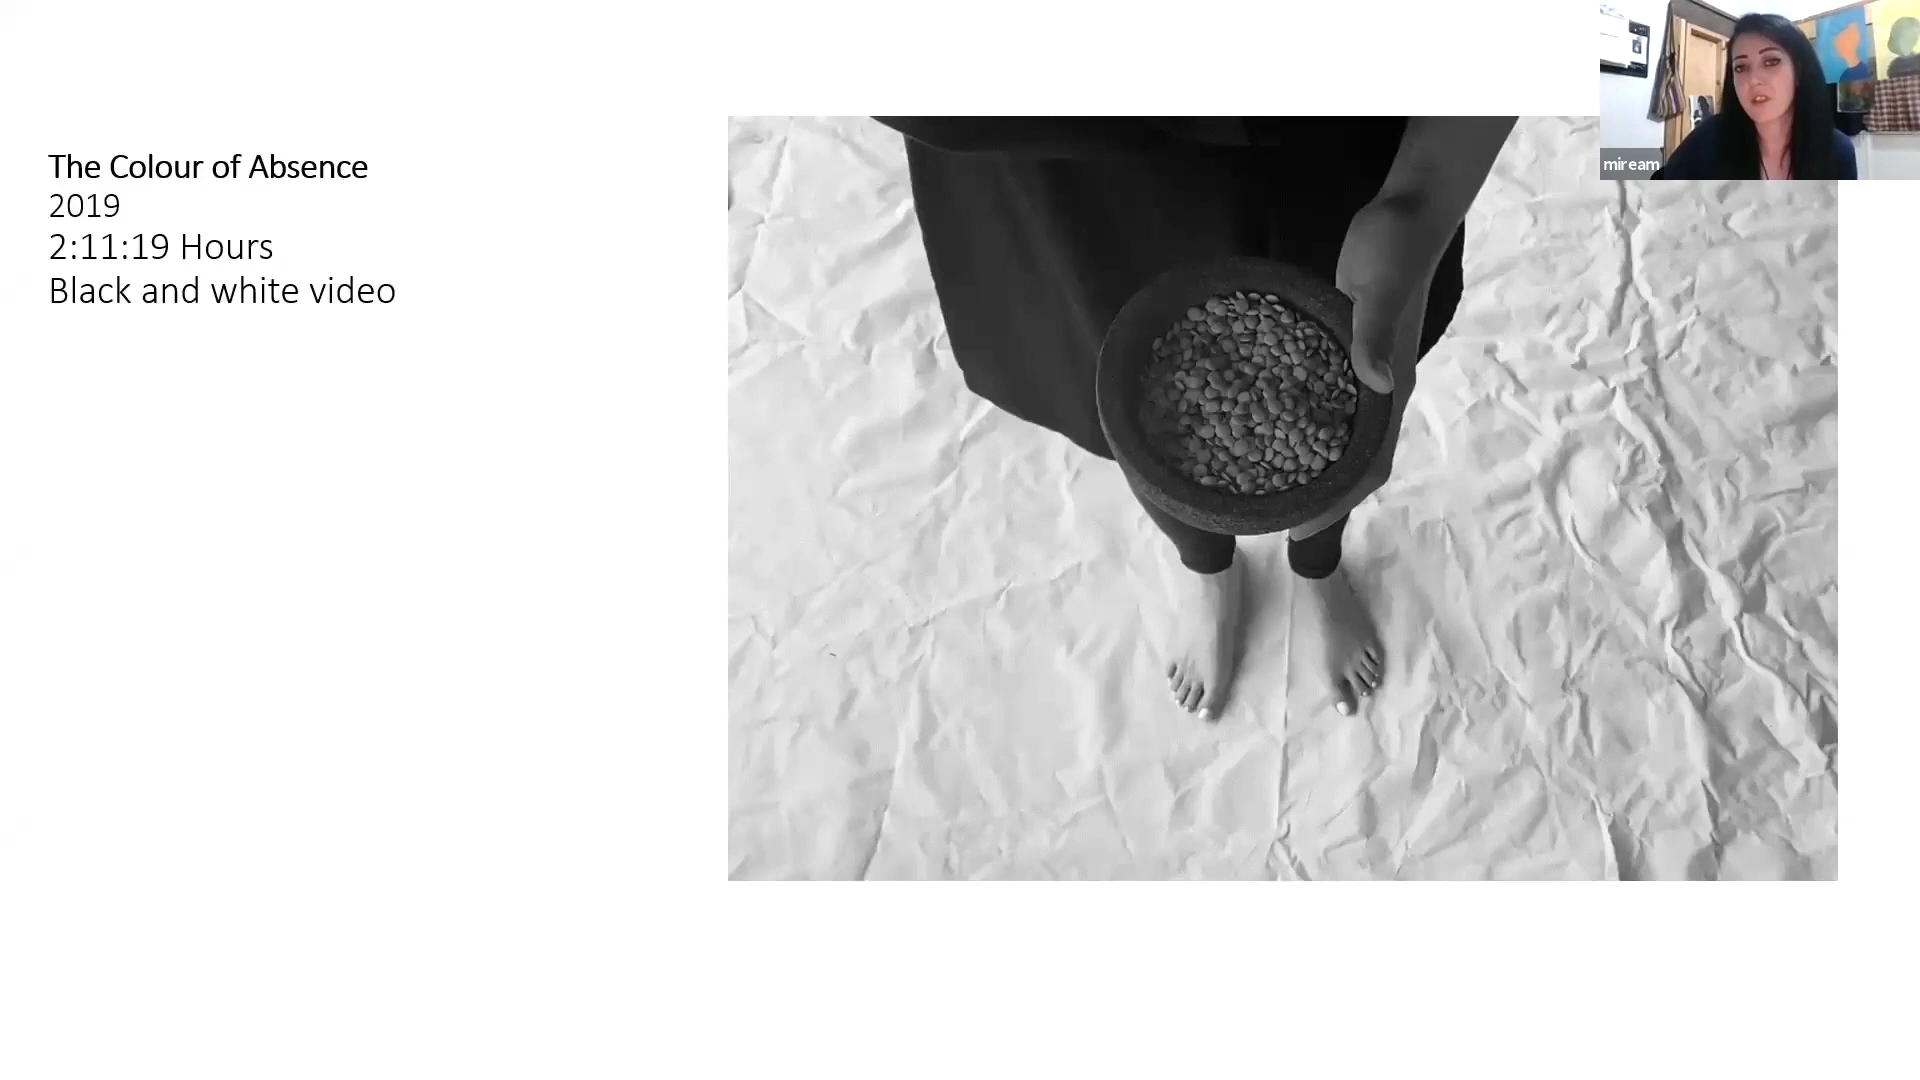 The Colour of Absence
2019
2:11:19 Hours
Black and white video
miream